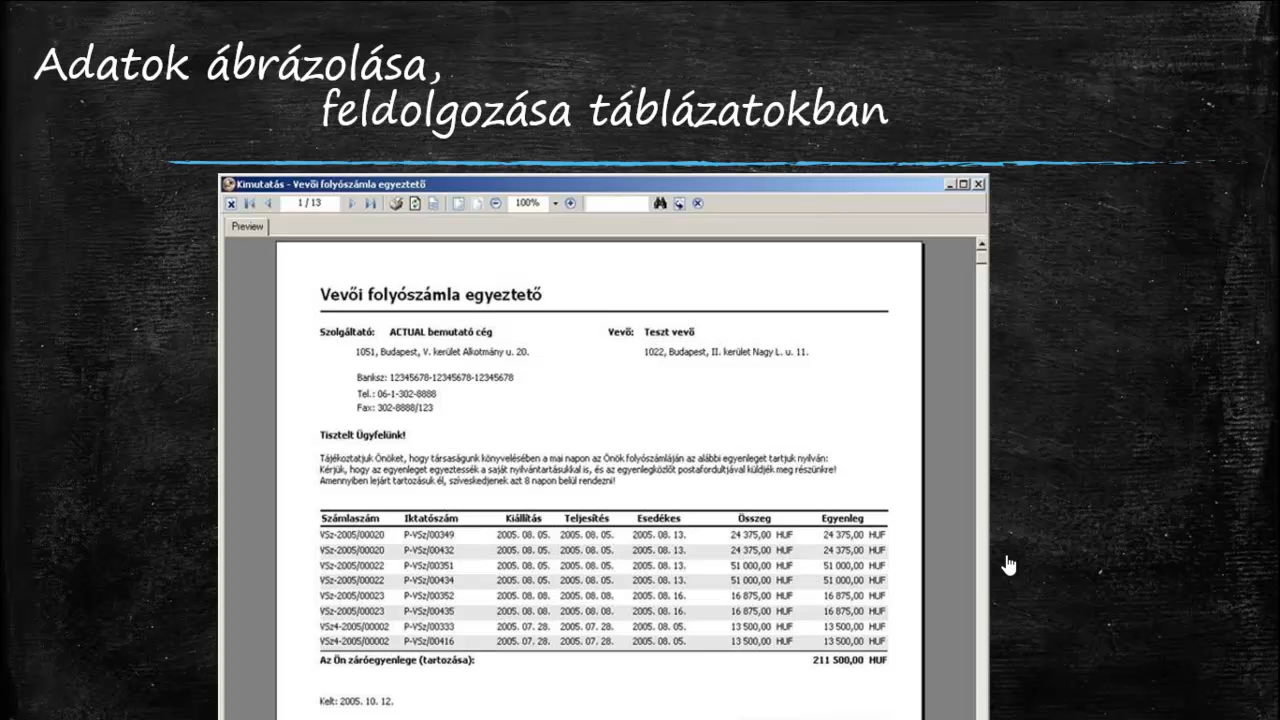 Adatok ábrázolása,
feldolgozása táblázatokban
Kimutatás - Vevői folyószámla egyeztető
1 / 13 100%
Preview
Vevői folyószámla egyeztető
Szolgáltató: ACTUAL bemutató cég Vevő: Teszt vevő
1051, Budapest, V. kerület Alkotmány u. 20. 1022, Budapest, II. kerület Nagy L. u. 11.
Banksz: 12345678-12345678-12345678
Tel.: 06-1-302-8888
Fax: 302-8888/123
Tisztelt Ügyfelünk!
Tájékoztatjuk Önöket, hogy társaságunk könyvelésében a mai napon az Önök folyószámláján az alábbi egyenleget tartjuk nyilván:
Kérjük, hogy az egyenleget egyeztessék a saját nyilvántartásukkal is, és az egyenlegközlőt postafordultjával küldjék meg részünkre!
Amennyiben lejárt tartozásuk él, szíveskedjenek azt 8 napon belül rendezni!
Számlaszám Iktatószám Kiállítás Teljesítés Esedékes Összeg Egyenleg
VSz-2005/00020 P-VSz/00349 2005. 08. 05. 2005. 08. 05. 2005. 08. 13. 24 375,00 HUF 24 375,00 HUF
VSz-2005/00020 P-VSz/00432 2005. 08. 05. 2005. 08. 05. 2005. 08. 13. 24 375,00 HUF 24 375,00 HUF
VSz-2005/00022 P-VSz/00351 2005. 08. 05. 2005. 08. 05. 2005. 08. 13. 51 000,00 HUF 51 000,00 HUF
VSz-2005/00022 P-VSz/00434 2005. 08. 05. 2005. 08. 05. 2005. 08. 13. 51 000,00 HUF 51 000,00 HUF
VSz-2005/00023 P-VSz/00352 2005. 08. 08. 2005. 08. 08. 2005. 08. 16. 16 875,00 HUF 16 875,00 HUF
VSz-2005/00023 P-VSz/00435 2005. 08. 08. 2005. 08. 08. 2005. 08. 16. 16 875,00 HUF 16 875,00 HUF
VSz4-2005/00002 P-VSz/00333 2005. 07. 28. 2005. 07. 28. 2005. 08. 05. 13 500,00 HUF 13 500,00 HUF
VSz4-2005/00002 P-VSz/00416 2005. 07. 28. 2005. 07. 28. 2005. 08. 05. 13 500,00 HUF 13 500,00 HUF
Az Ön záróegyenlege (tartozása): 211 500,00 HUF
Kelt: 2005. 10. 12.